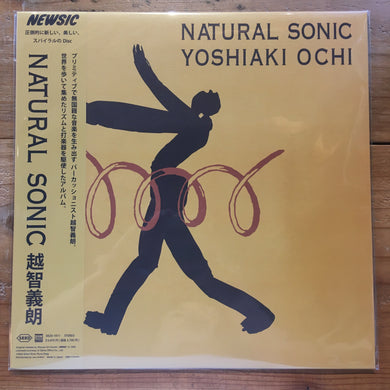 NEWSIC
圧倒的に新しい、美しい、
スパイラルの Disc
NATURAL SONIC 越智義朗
プリミティブで無国籍な音楽を生み出すパーカッショニスト越智義朗、
世界を歩いて集めたリズムと打楽器を駆使したアルバム。
NATURAL SONIC
YOSHIAKI OCHI